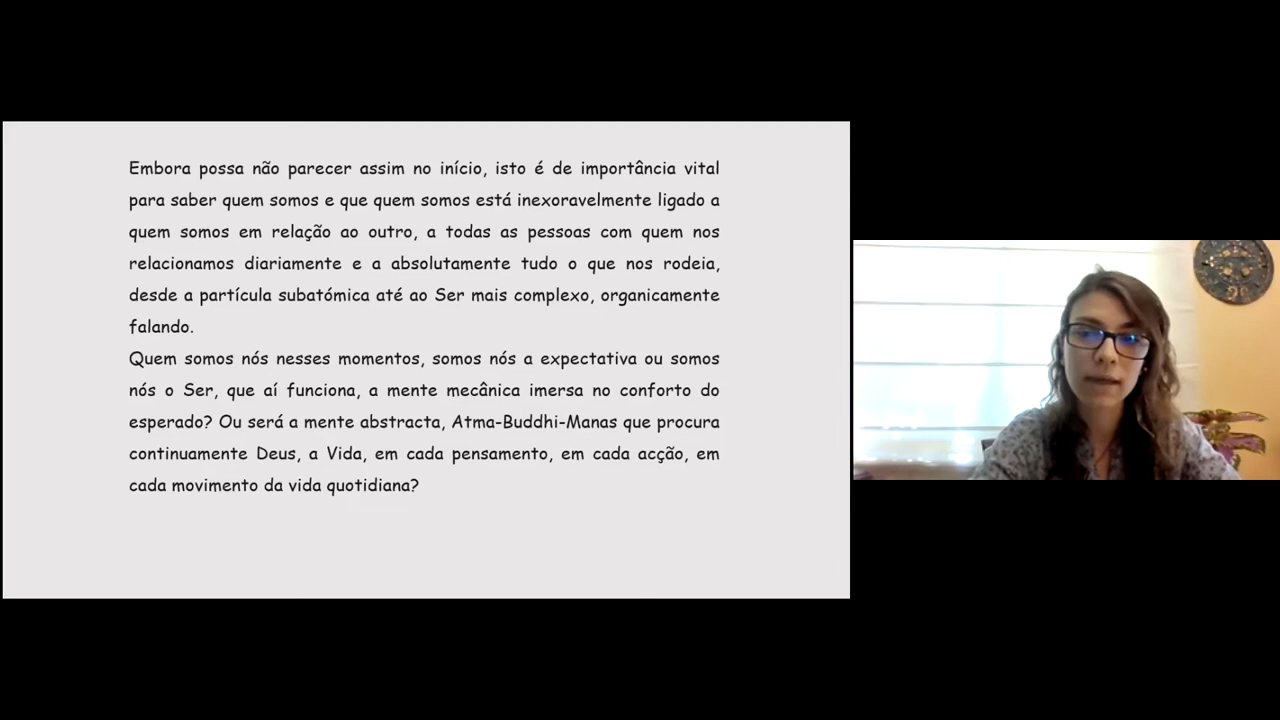 Embora possa não parecer assim no início, isto é de importância vital
para saber quem somos e que quem somos está inexoravelmente ligado a
quem somos em relação ao outro, a todas as pessoas com quem nos
relacionamos diariamente e a absolutamente tudo o que nos rodeia,
desde a partícula subatómica até ao Ser mais complexo, organicamente
falando.
Quem somos nós nesses momentos, somos nós a expectativa ou somos
nós o Ser, que aí funciona, a mente mecânica imersa no conforto do
esperado? Ou será a mente abstracta, Atma-Buddhi-Manas que procura
continuamente Deus, a Vida, em cada pensamento, em cada acção, em
cada movimento da vida quotidiana?